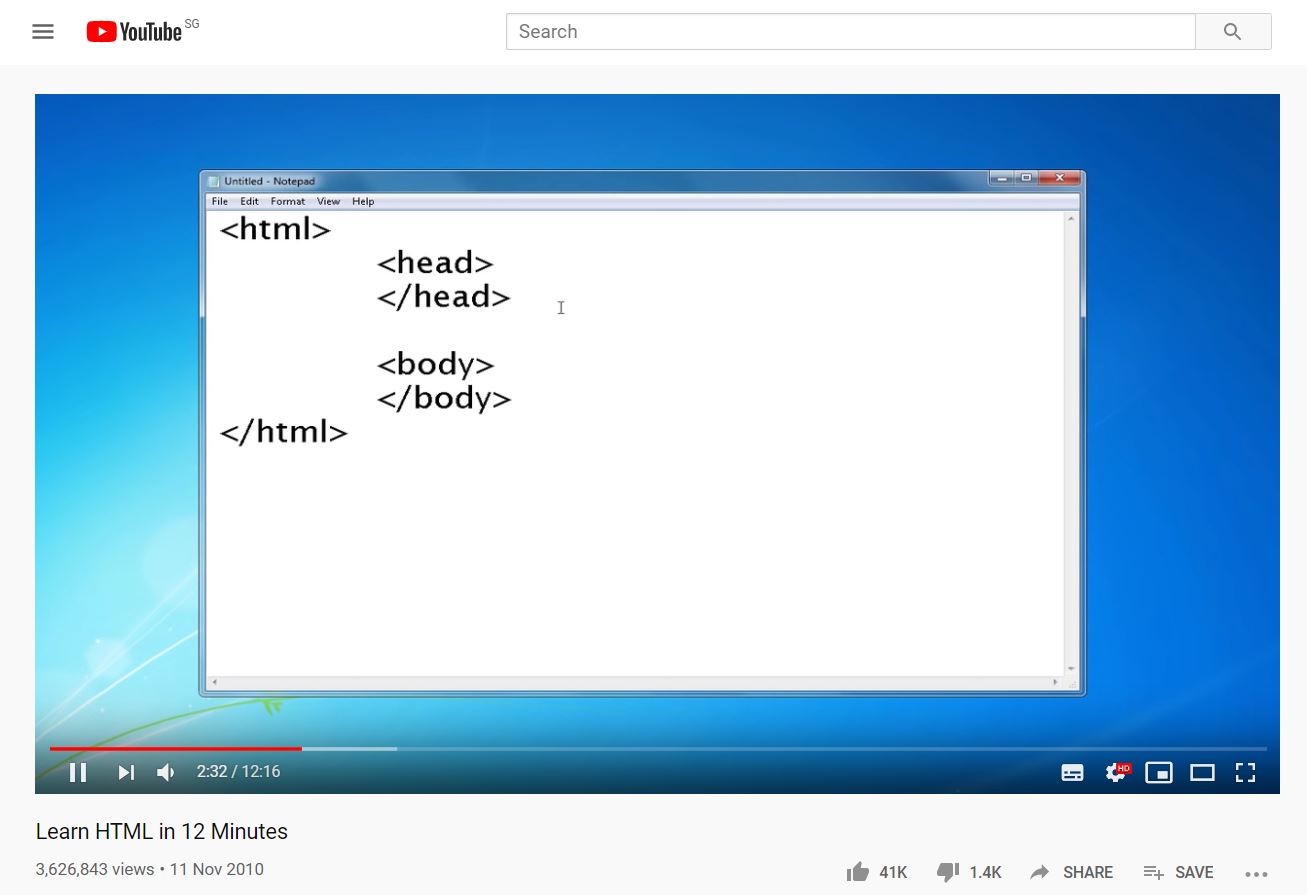 YouTube SG
Search
Untitled - Notepad
File Edit Format View Help
<html>
<head>
</head>
<body>
</body>
</html>
HD
2:32 / 12:16
Learn HTML in 12 Minutes
3,626,843 views • 11 Nov 2010
41K 1.4K SHARE SAVE